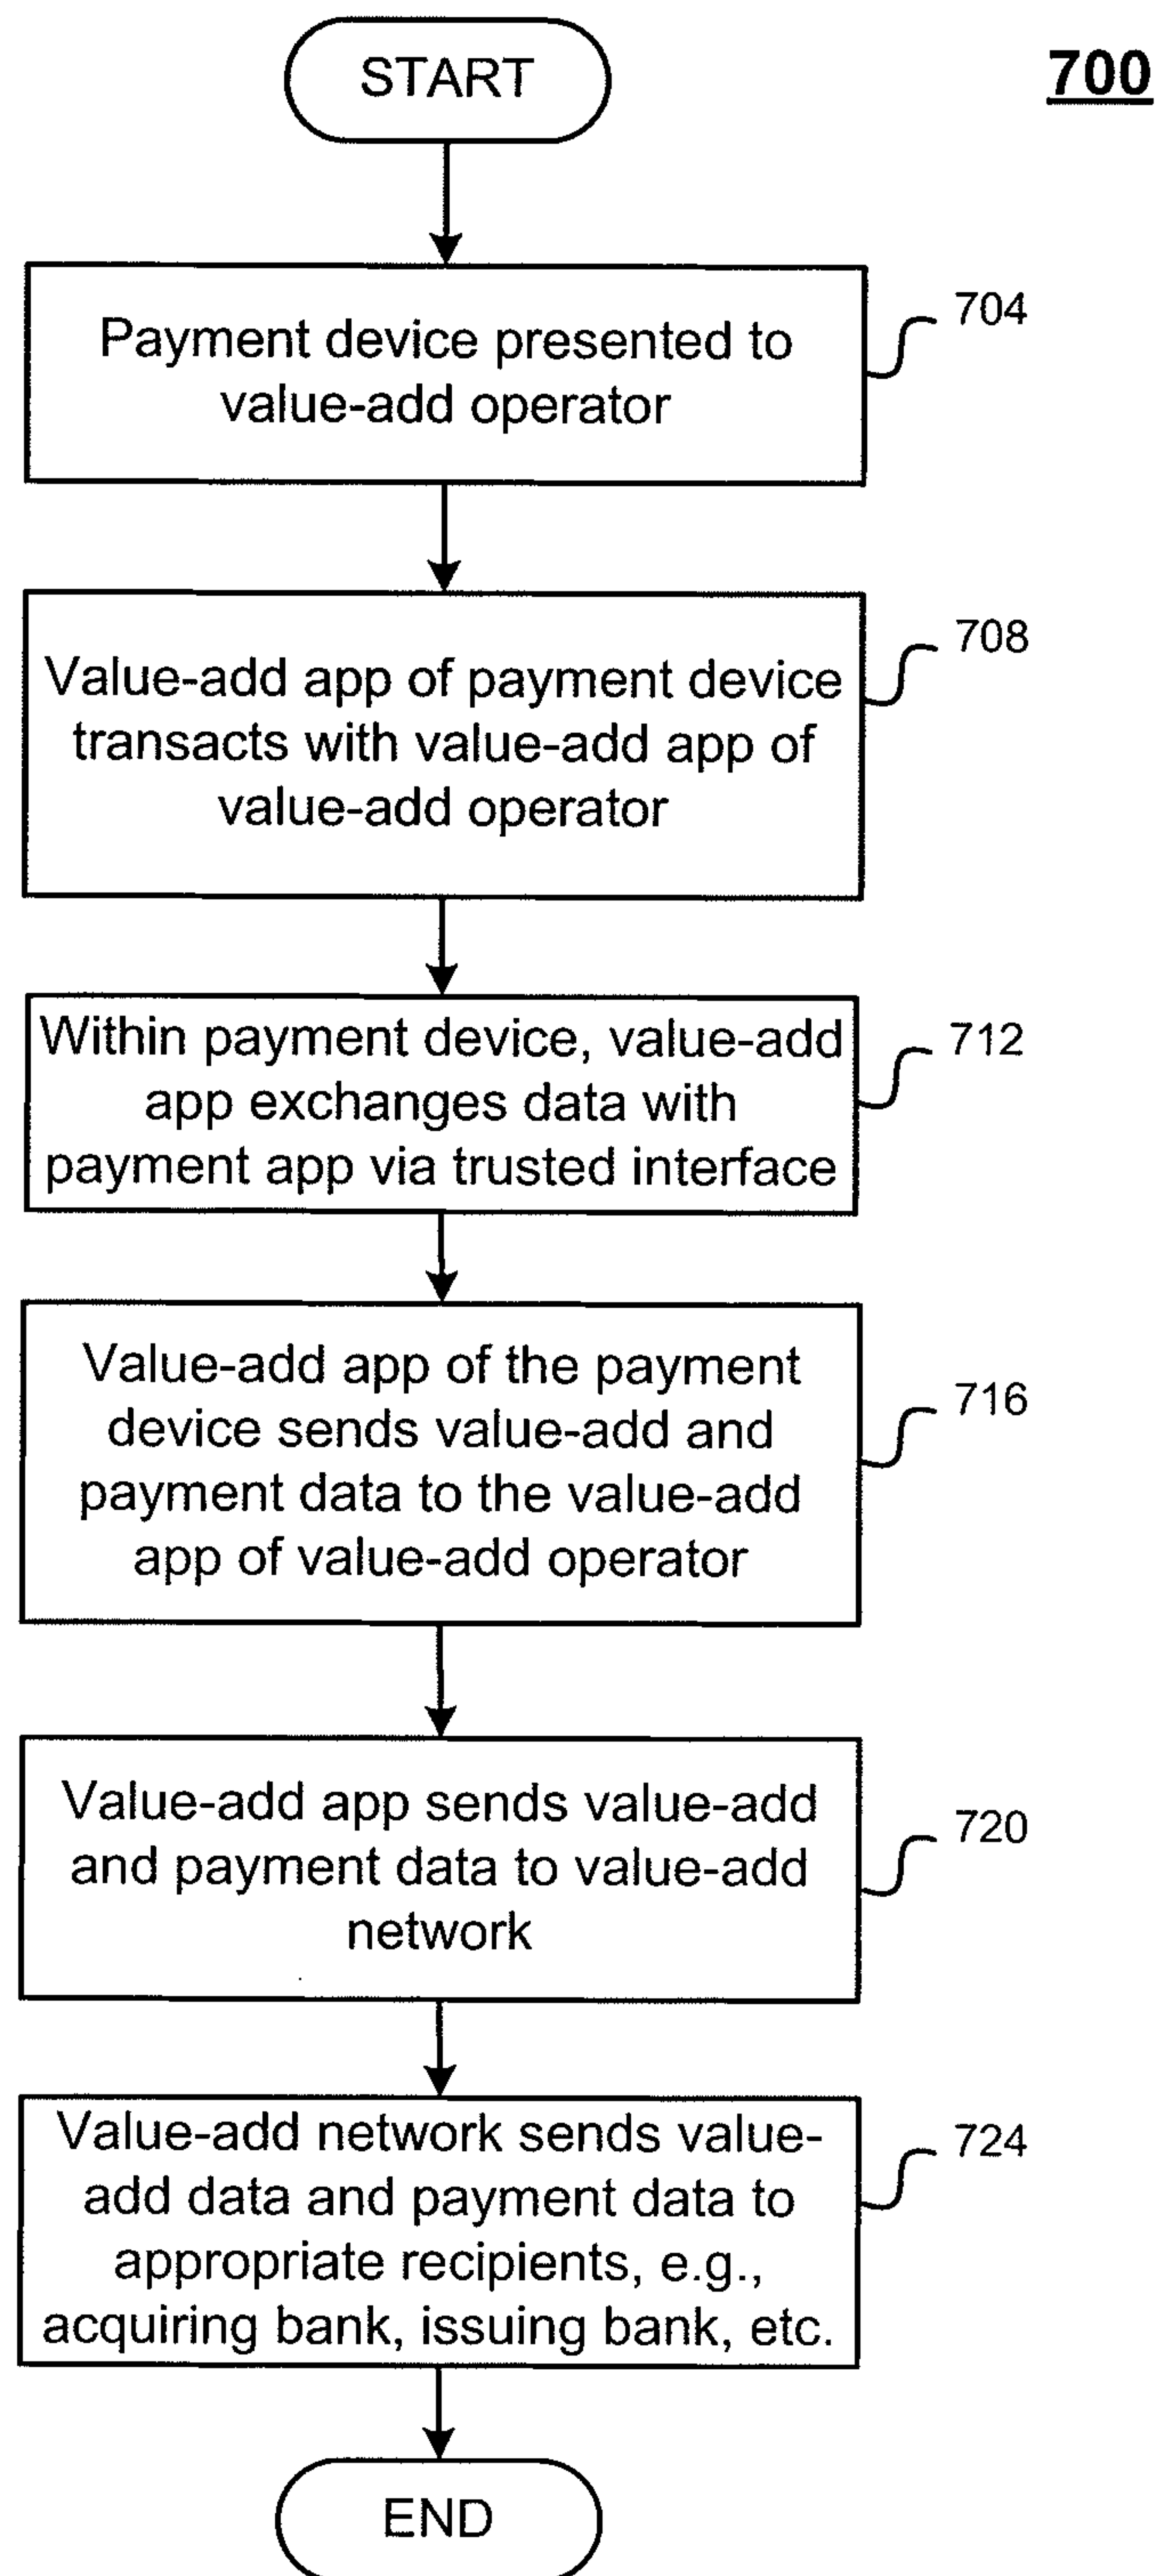 START
700
Payment device presented to
value-add operator
704
Value-add app of payment device
transacts with value-add app of
value-add operator
708
Within payment device, value-add
app exchanges data with
payment app via trusted interface
712
Value-add app of the payment
device sends value-add and
payment data to the value-add
app of value-add operator
716
Value-add app sends value-add
and payment data to value-add
network
720
Value-add network sends value-
add data and payment data to
appropriate recipients, e.g.,
acquiring bank, issuing bank, etc.
724
END